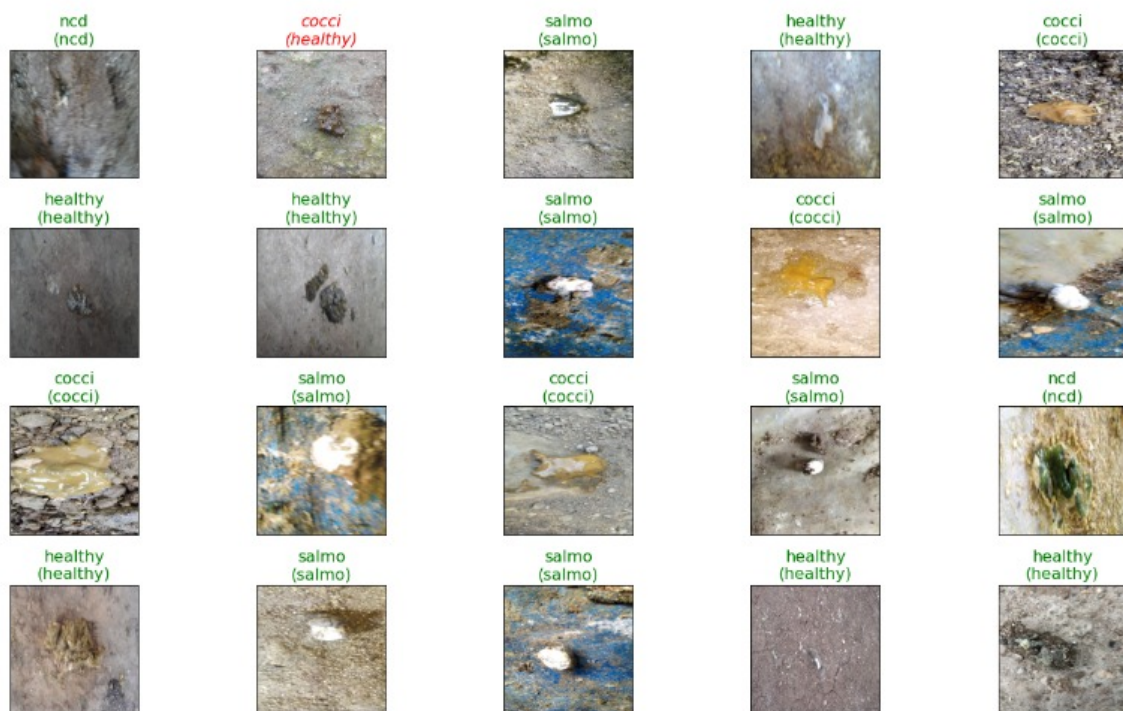 ncd
(ncd)
cocci
(healthy)
salmo
(salmo)
healthy
(healthy)
cocci
(cocci)
healthy
(healthy)
healthy
(healthy)
salmo
(salmo)
cocci
(cocci)
salmo
(salmo)
cocci
(cocci)
salmo
(salmo)
cocci
(cocci)
salmo
(salmo)
ncd
(ncd)
healthy
(healthy)
salmo
(salmo)
salmo
(salmo)
healthy
(healthy)
healthy
(healthy)